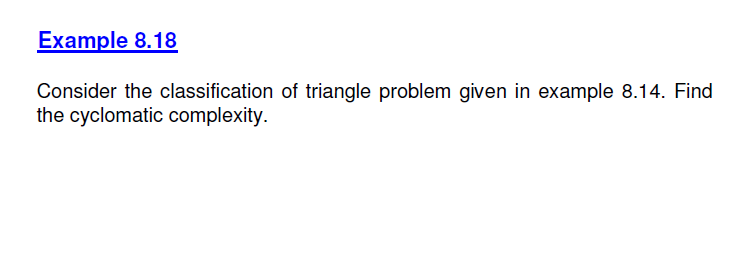 Example 8.18
Consider the classification of triangle problem given in example 8.14. Find
the cyclomatic complexity.